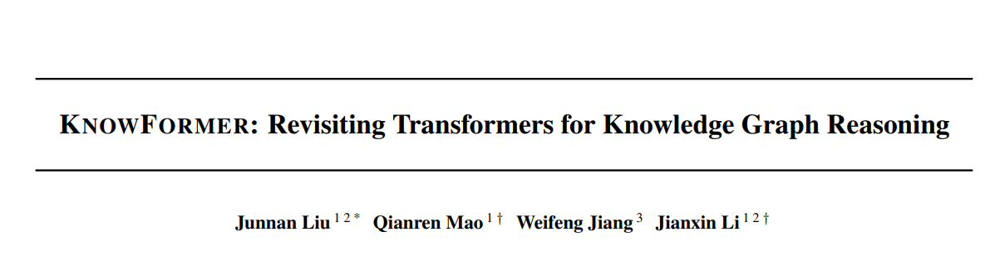 KNOWFORMER: Revisiting Transformers for Knowledge Graph Reasoning
Junnan Liu 1 2 * Qianren Mao 1 † Weifeng Jiang 3 Jianxin Li 1 2 †